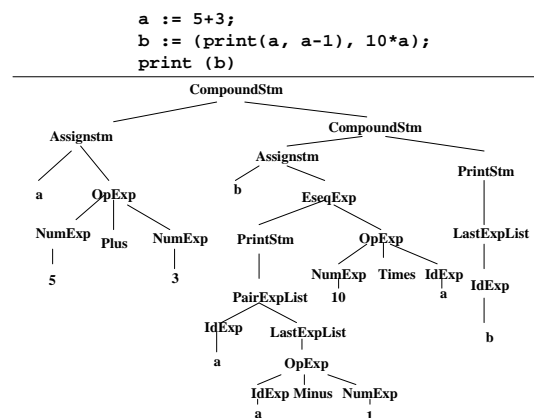 a := 5+3;
b := (print(a, a-1), 10*a);
print (b)
CompoundStm
CompoundStm
Assignstm
Assignstm
PrintStm
a
OpExp
b
EseqExp
NumExp
Plus
NumExp
PrintStm
OpExp
LastExpList
5
3
NumExp
Times
IdExp
IdExp
PairExpList
10
a
IdExp
LastExpList
b
a
OpExp
IdExp
Minus
NumExp
a
1